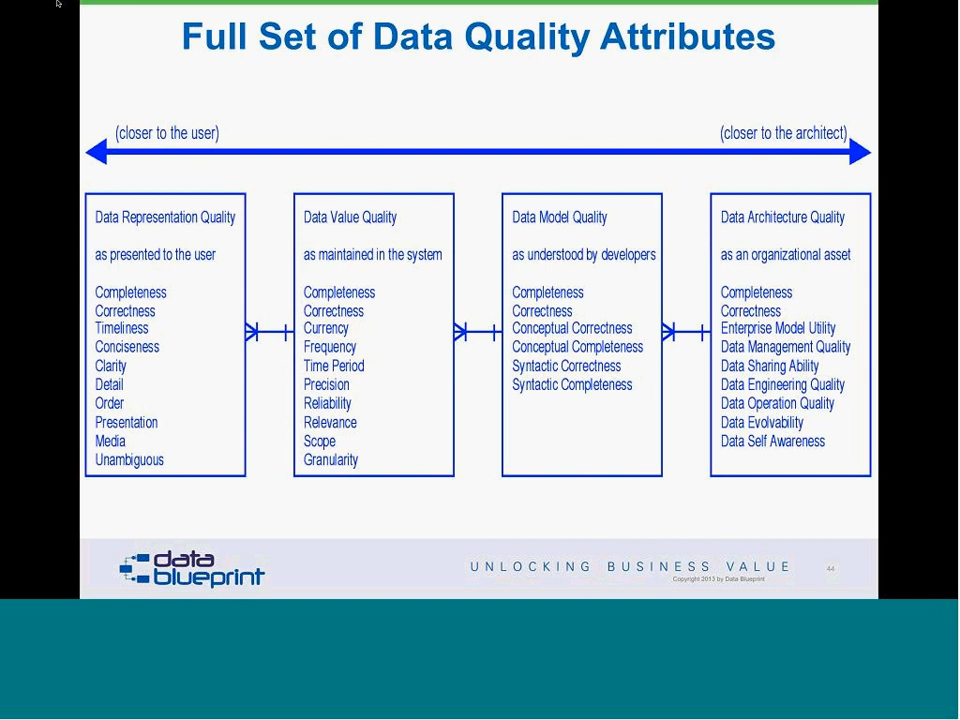 Full Set of Data Quality Attributes
(closer to the user)
(closer to the architect)
Data Representation Quality
as presented to the user
Completeness
Correctness
Timeliness
Conciseness
Clarity
Detail
Order
Presentation
Media
Unambiguous
Data Value Quality
as maintained in the system
Completeness
Correctness
Currency
Frequency
Time Period
Precision
Reliability
Relevance
Scope
Granularity
Data Model Quality
as understood by developers
Completeness
Correctness
Conceptual Correctness
Conceptual Completeness
Syntactic Correctness
Syntactic Completeness
Data Architecture Quality
as an organizational asset
Completeness
Correctness
Enterprise Model Utility
Data Management Quality
Data Sharing Ability
Data Engineering Quality
Data Operation Quality
Data Evolvability
Data Self Awareness
data
blueprint
UNLOCKING BUSINESS VALUE
44
Copyright 2013 by Data Blueprint